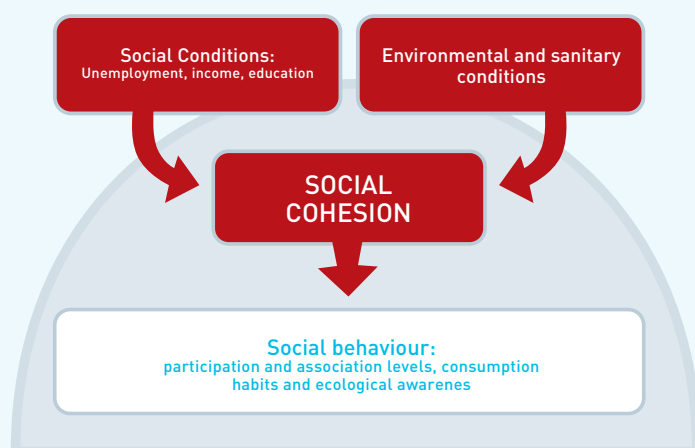 Social Conditions:
Unemployment, income, education
Environmental and sanitary
conditions
SOCIAL
COHESION
Social behaviour:
participation and association levels, consumption
habits and ecological awarenes